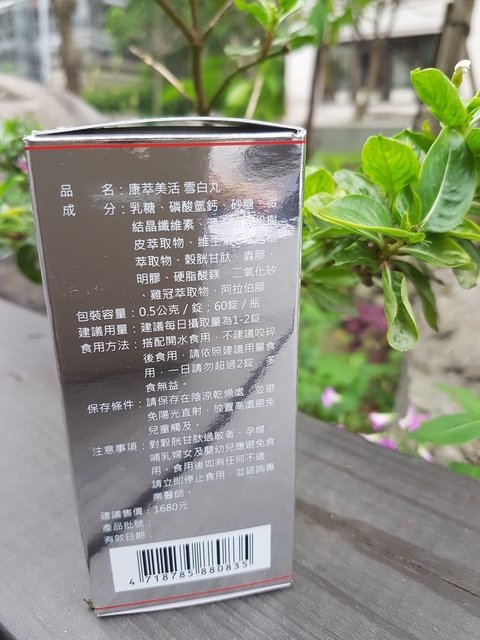 品　　名：康萃美活 雪白丸
成　　分：乳糖、磷酸氫鈣、砂糖、微
結晶纖維素、
皮萃取物、維生
萃取物、穀胱甘肽、蟲膠、
明膠、硬脂酸鎂、二氧化矽
雞冠萃取物、阿拉伯膠
包裝容量：0.5公克/錠；60錠/瓶
建議用量：建議每日攝取量為1-2錠
食用方法：搭配開水食用，不建議咬碎
後食用，請依照建議用量食
用，一日請勿超過2錠，多
食無益。
保存條件：請保存在陰涼乾燥處，並避
免陽光直射，放置高處避免
兒童觸及。
注意事項：對穀胱甘肽過敏者，孕婦、
哺乳婦女及嬰幼兒應避免食
用。食用後如有任何不適，
請立即停止食用，並諮詢專
業醫師。
建議售價：1680元
產品批號：
有效日期：
4 718785 880835